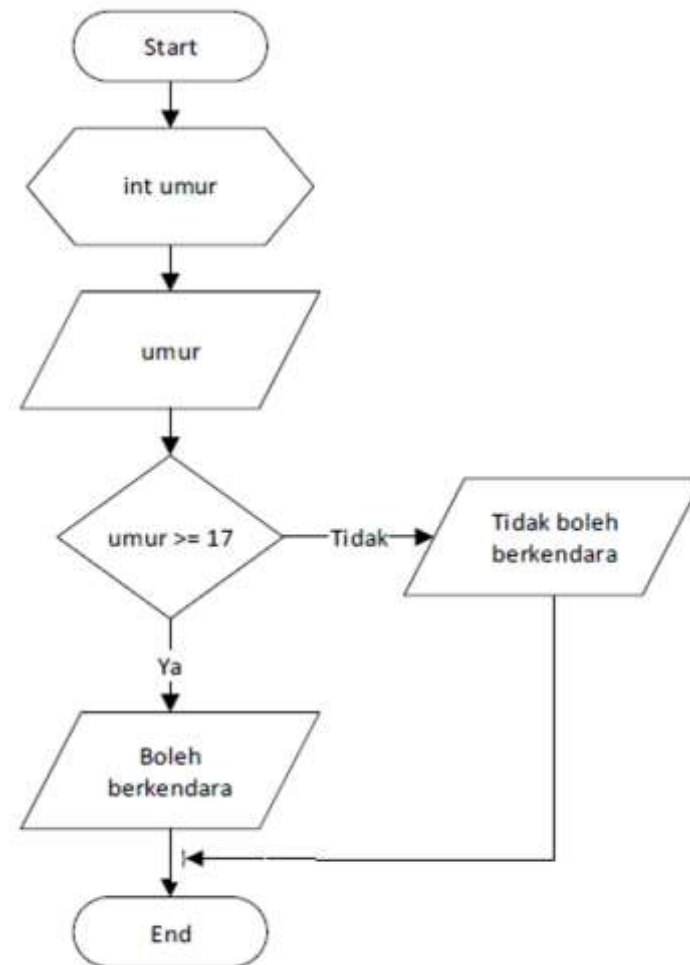 Start
int umur
umur
umur >= 17
Tidak
Tidak boleh
berkendara
Ya
Boleh
berkendara
End